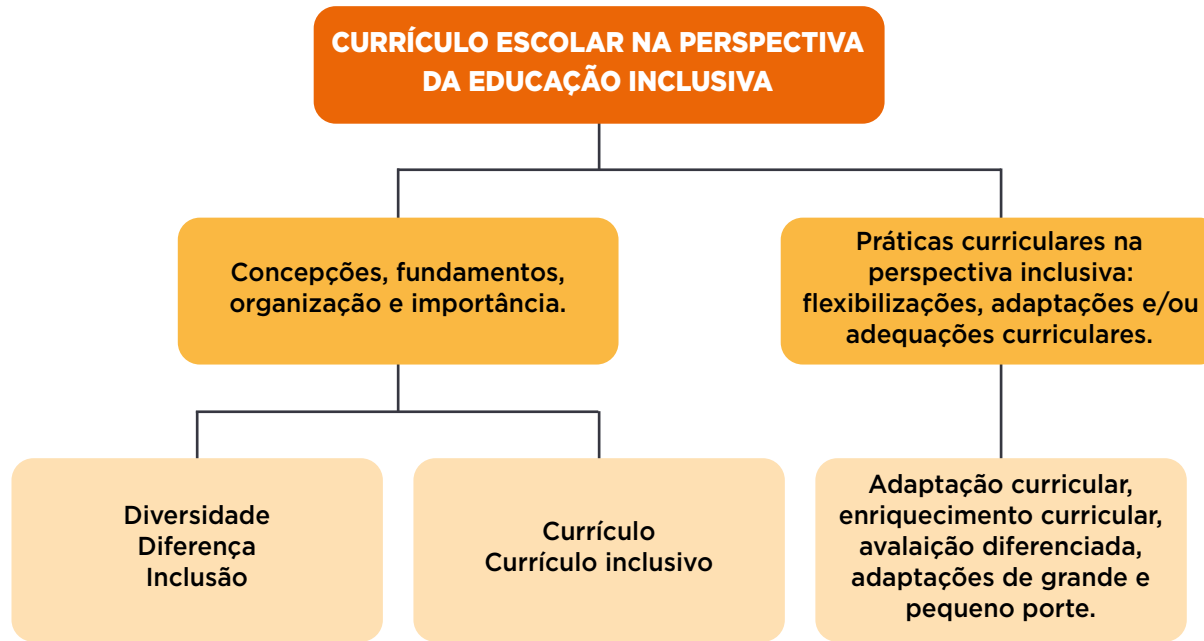 CURRÍCULO ESCOLAR NA PERSPECTIVA
DA EDUCAÇÃO INCLUSIVA
Concepções, fundamentos,
organização e importância.
Práticas curriculares na
perspectiva inclusiva:
flexibilizações, adaptações e/ou
adequações curriculares.
Diversidade
Diferença
Inclusão
Currículo
Currículo inclusivo
Adaptação curricular,
enriquecimento curricular,
avalaição diferenciada,
adaptações de grande e
pequeno porte.